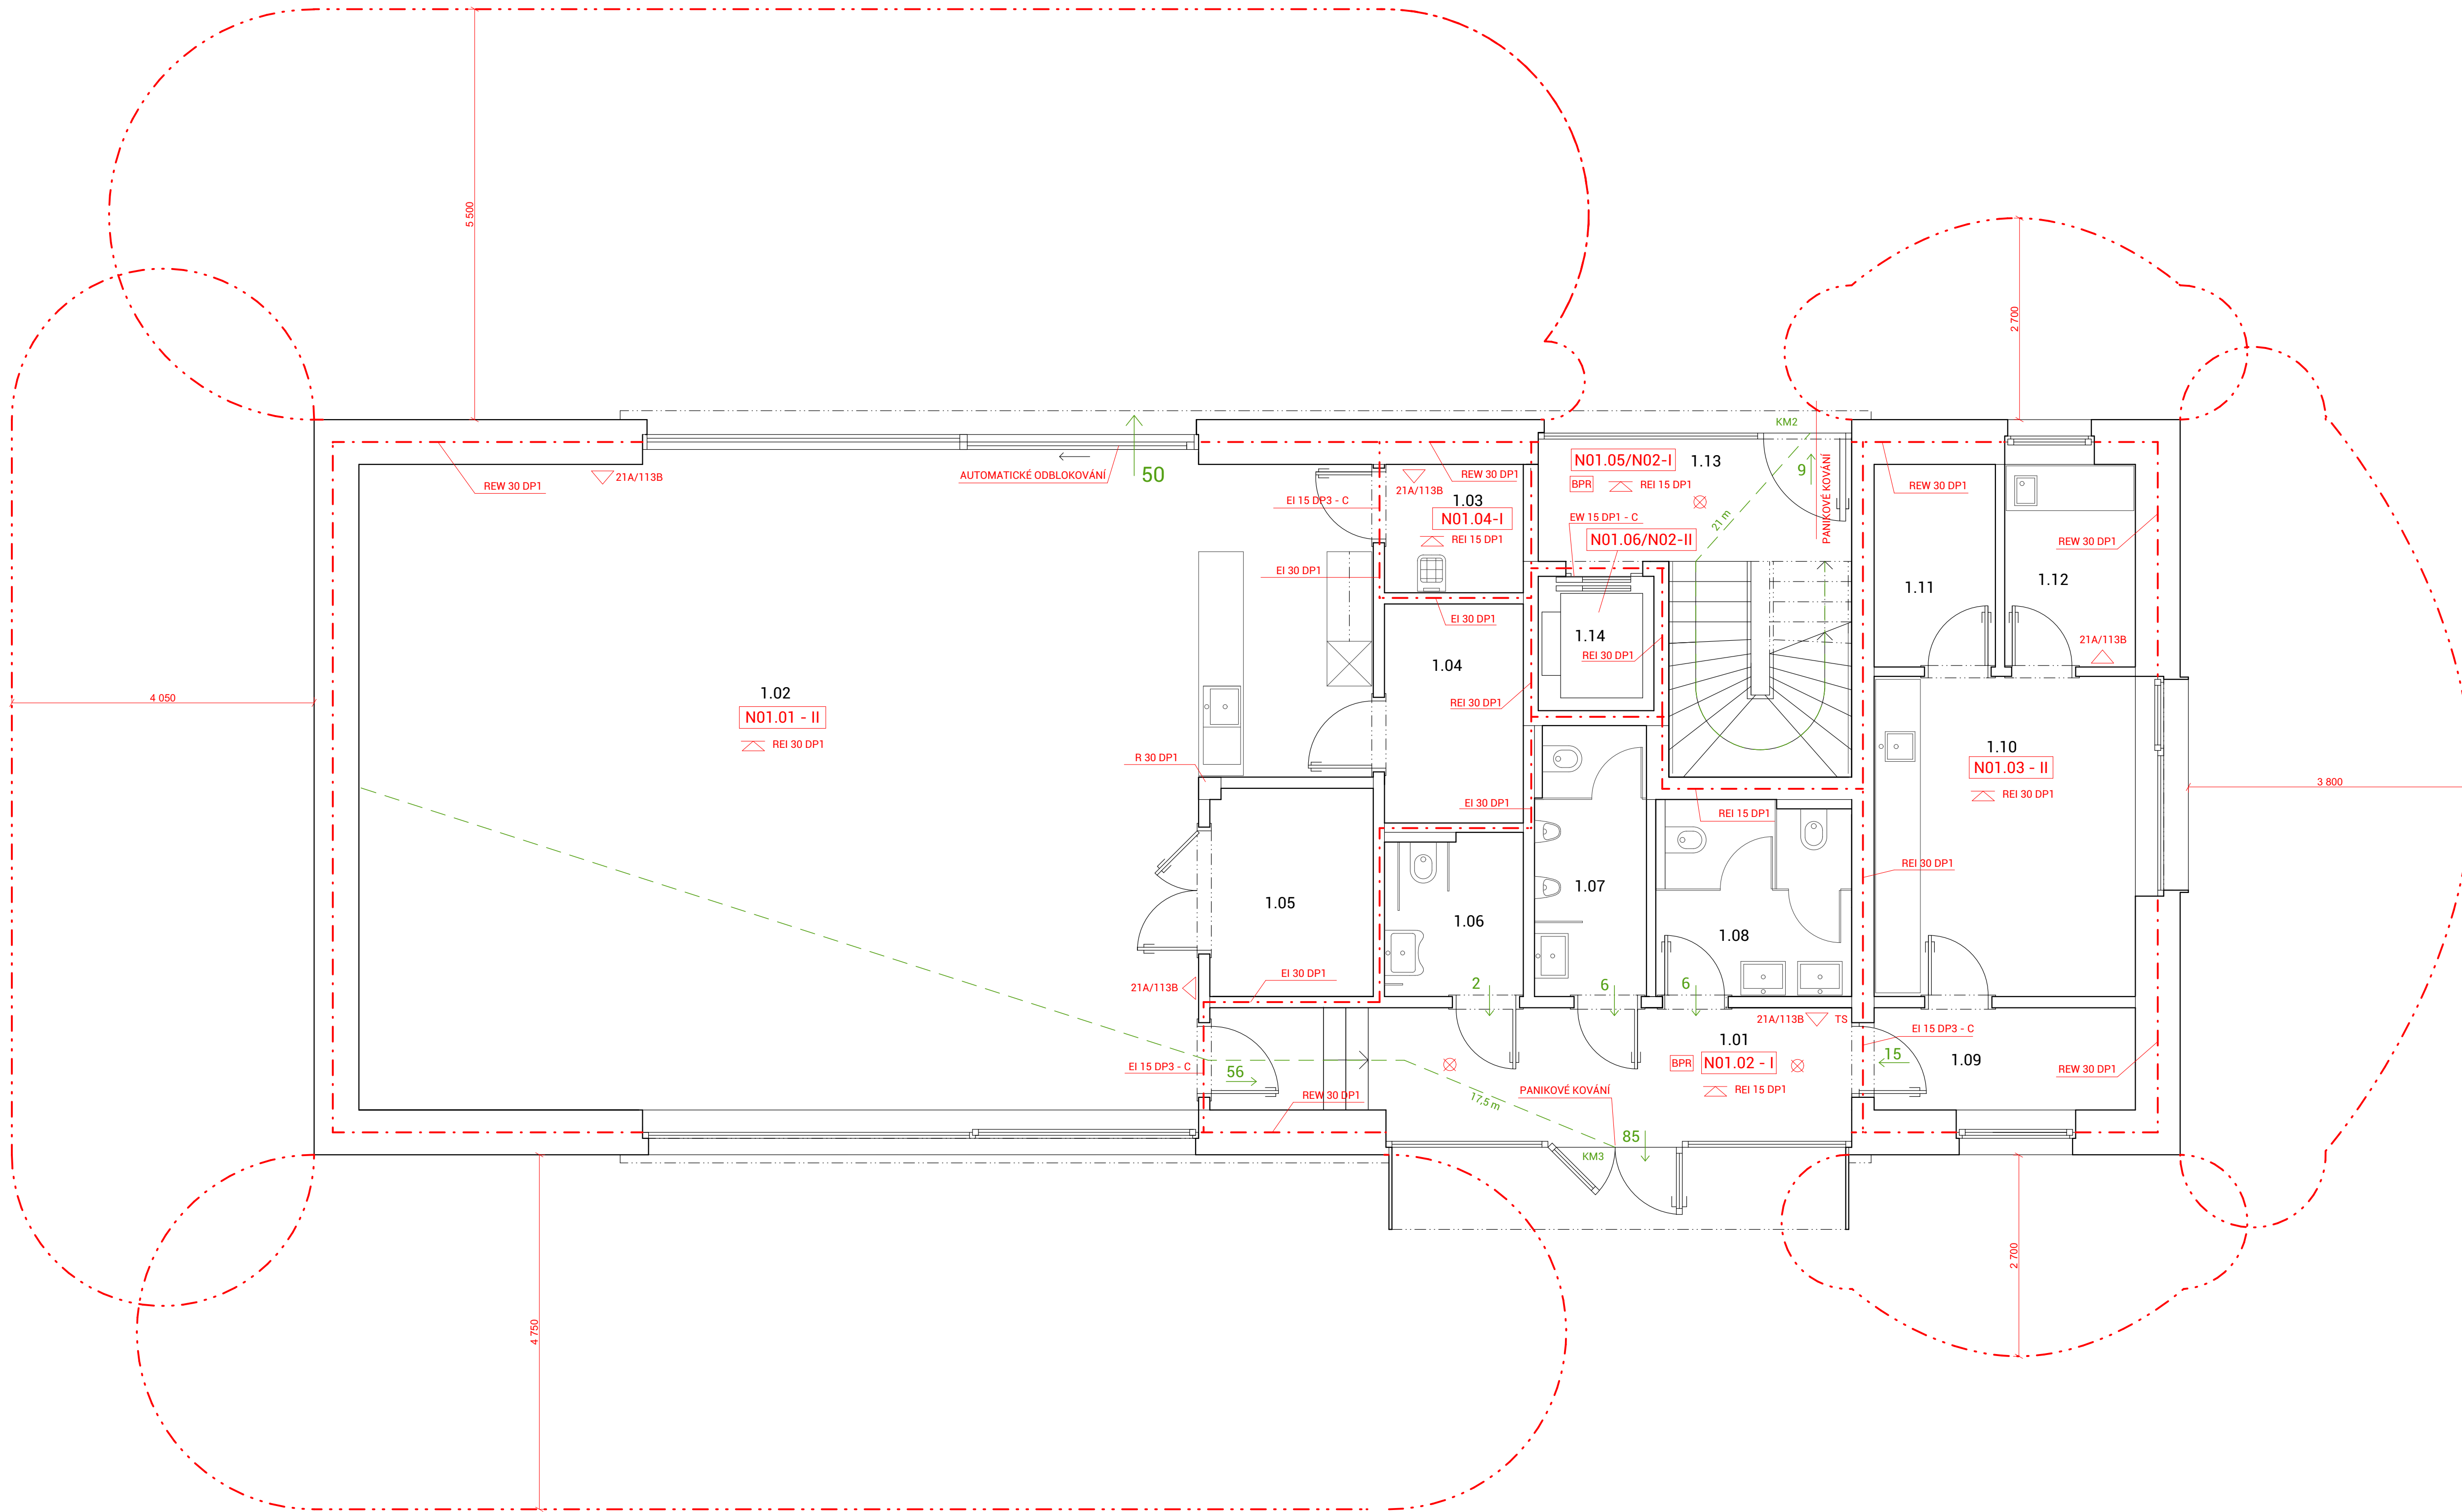 5 500
2 700
KM2
N01.05/N02-I
1.13
9
PANIKOVÉ KOVÁNÍ
BPR
REI 15 DP1
21A/113B
AUTOMATICKÉ ODBLOKOVÁNÍ
50
REW 30 DP1
REW 30 DP1
21A/113B
REW 30 DP1
EI 15 DP3 - C
1.03
N01.04-I
REI 15 DP1
EW 15 DP1 - C
N01.06/N02-II
21 m
REW 30 DP1
EI 30 DP1
1.11
1.12
EI 30 DP1
1.14
REI 30 DP1
21A/113B
1.04
4 050
1.02
N01.01 - II
REI 30 DP1
REI 30 DP1
R 30 DP1
1.10
N01.03 - II
REI 30 DP1
3 800
EI 30 DP1
REI 15 DP1
REI 30 DP1
1.05
1.06
1.07
1.08
EI 30 DP1
21A/113B
2
6
6
21A/113B
TS
EI 15 DP3 - C
1.01
BPR
N01.02 - I
REI 15 DP1
15
1.09
REW 30 DP1
EI 15 DP3 - C
56
REW 30 DP1
17,5 m
PANIKOVÉ KOVÁNÍ
85
KM3
2 700
4 750